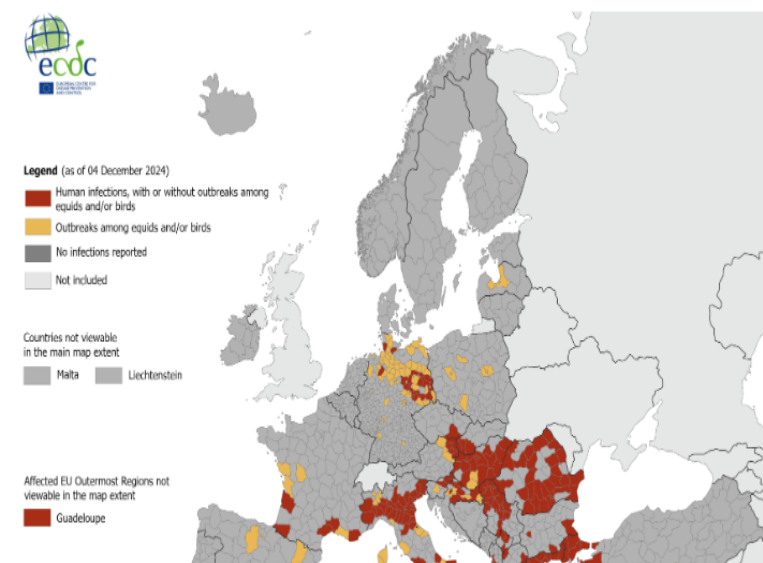 ecdc
EUROPEAN CENTRE FOR
DISEASE PREVENTION
AND CONTROL
Legend (as of 04 December 2024)
Human infections, with or without outbreaks among
equids and/or birds
Outbreaks among equids and/or birds
No infections reported
Not included
Countries not viewable
in the main map extent
Malta
Liechtenstein
Affected EU Outermost Regions not
viewable in the map extent
Guadeloupe